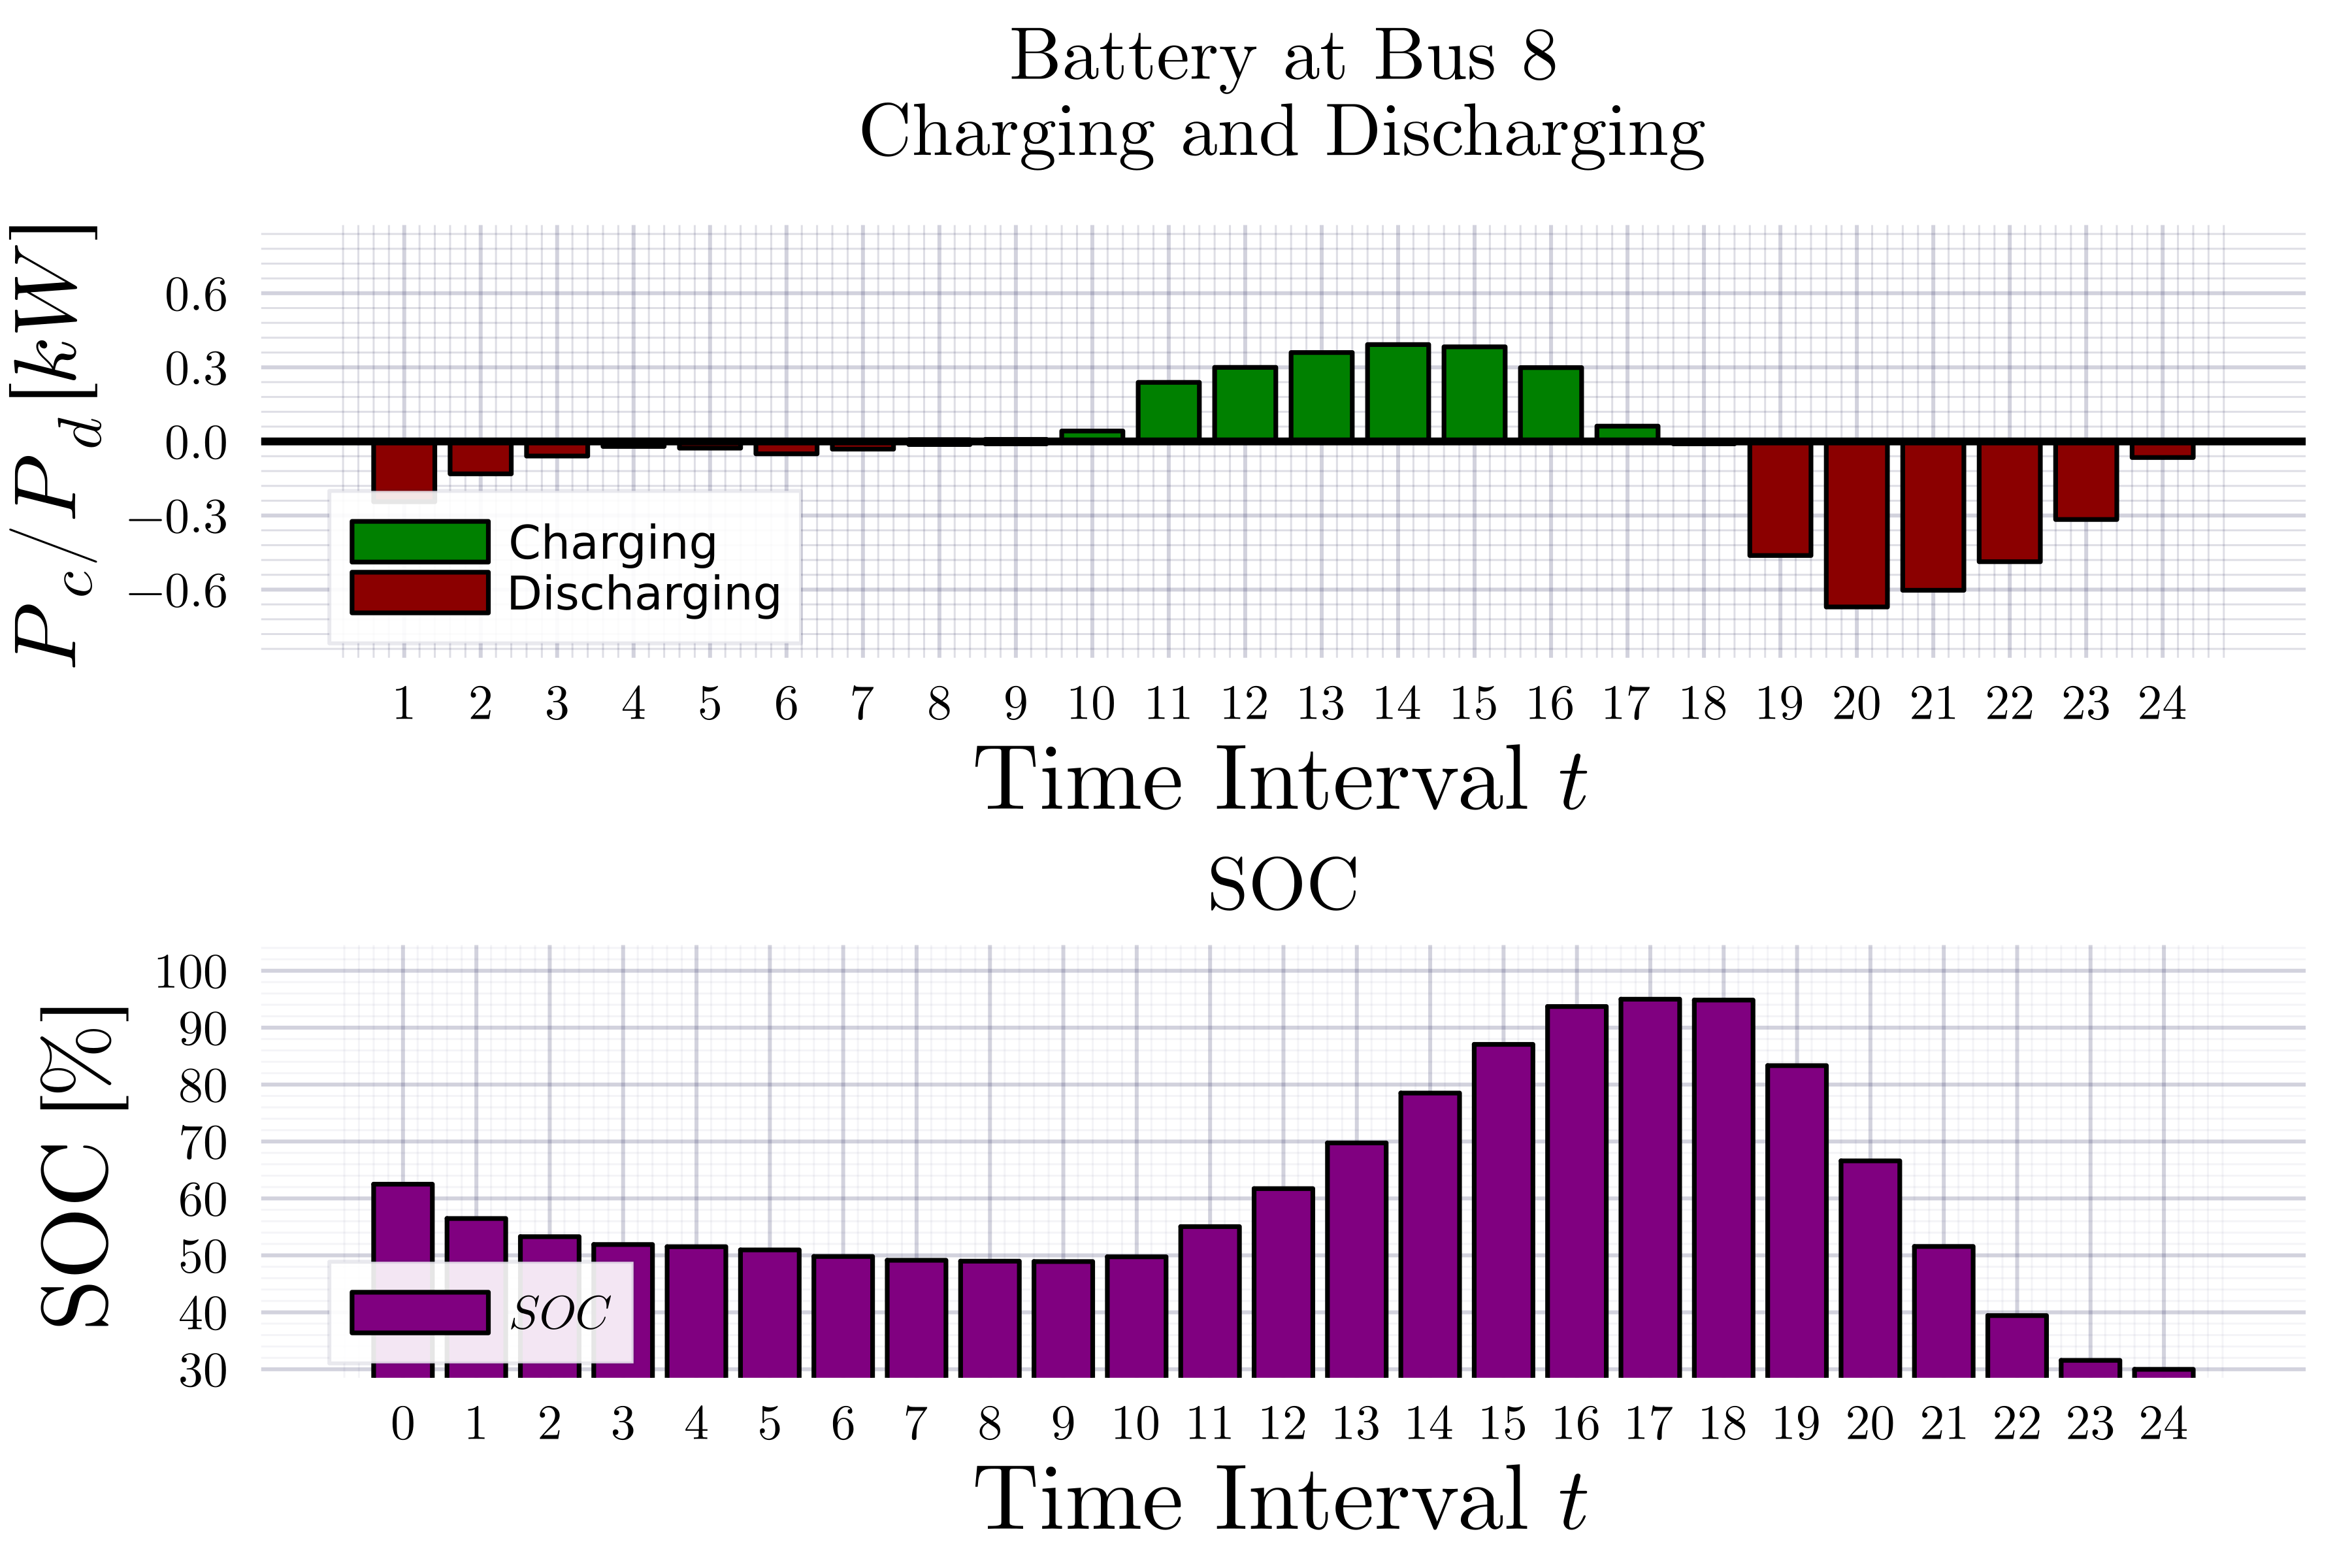 Battery at Bus 8
Charging and Discharging
P_c/P_d [kW]
0.6
0.3
0.0
−0.3
−0.6
Charging
Discharging
1 2 3 4 5 6 7 8 9 10 11 12 13 14 15 16 17 18 19 20 21 22 23 24
Time Interval t
SOC
SOC [%]
100
90
80
70
60
50
40
30
SOC
0 1 2 3 4 5 6 7 8 9 10 11 12 13 14 15 16 17 18 19 20 21 22 23 24
Time Interval t